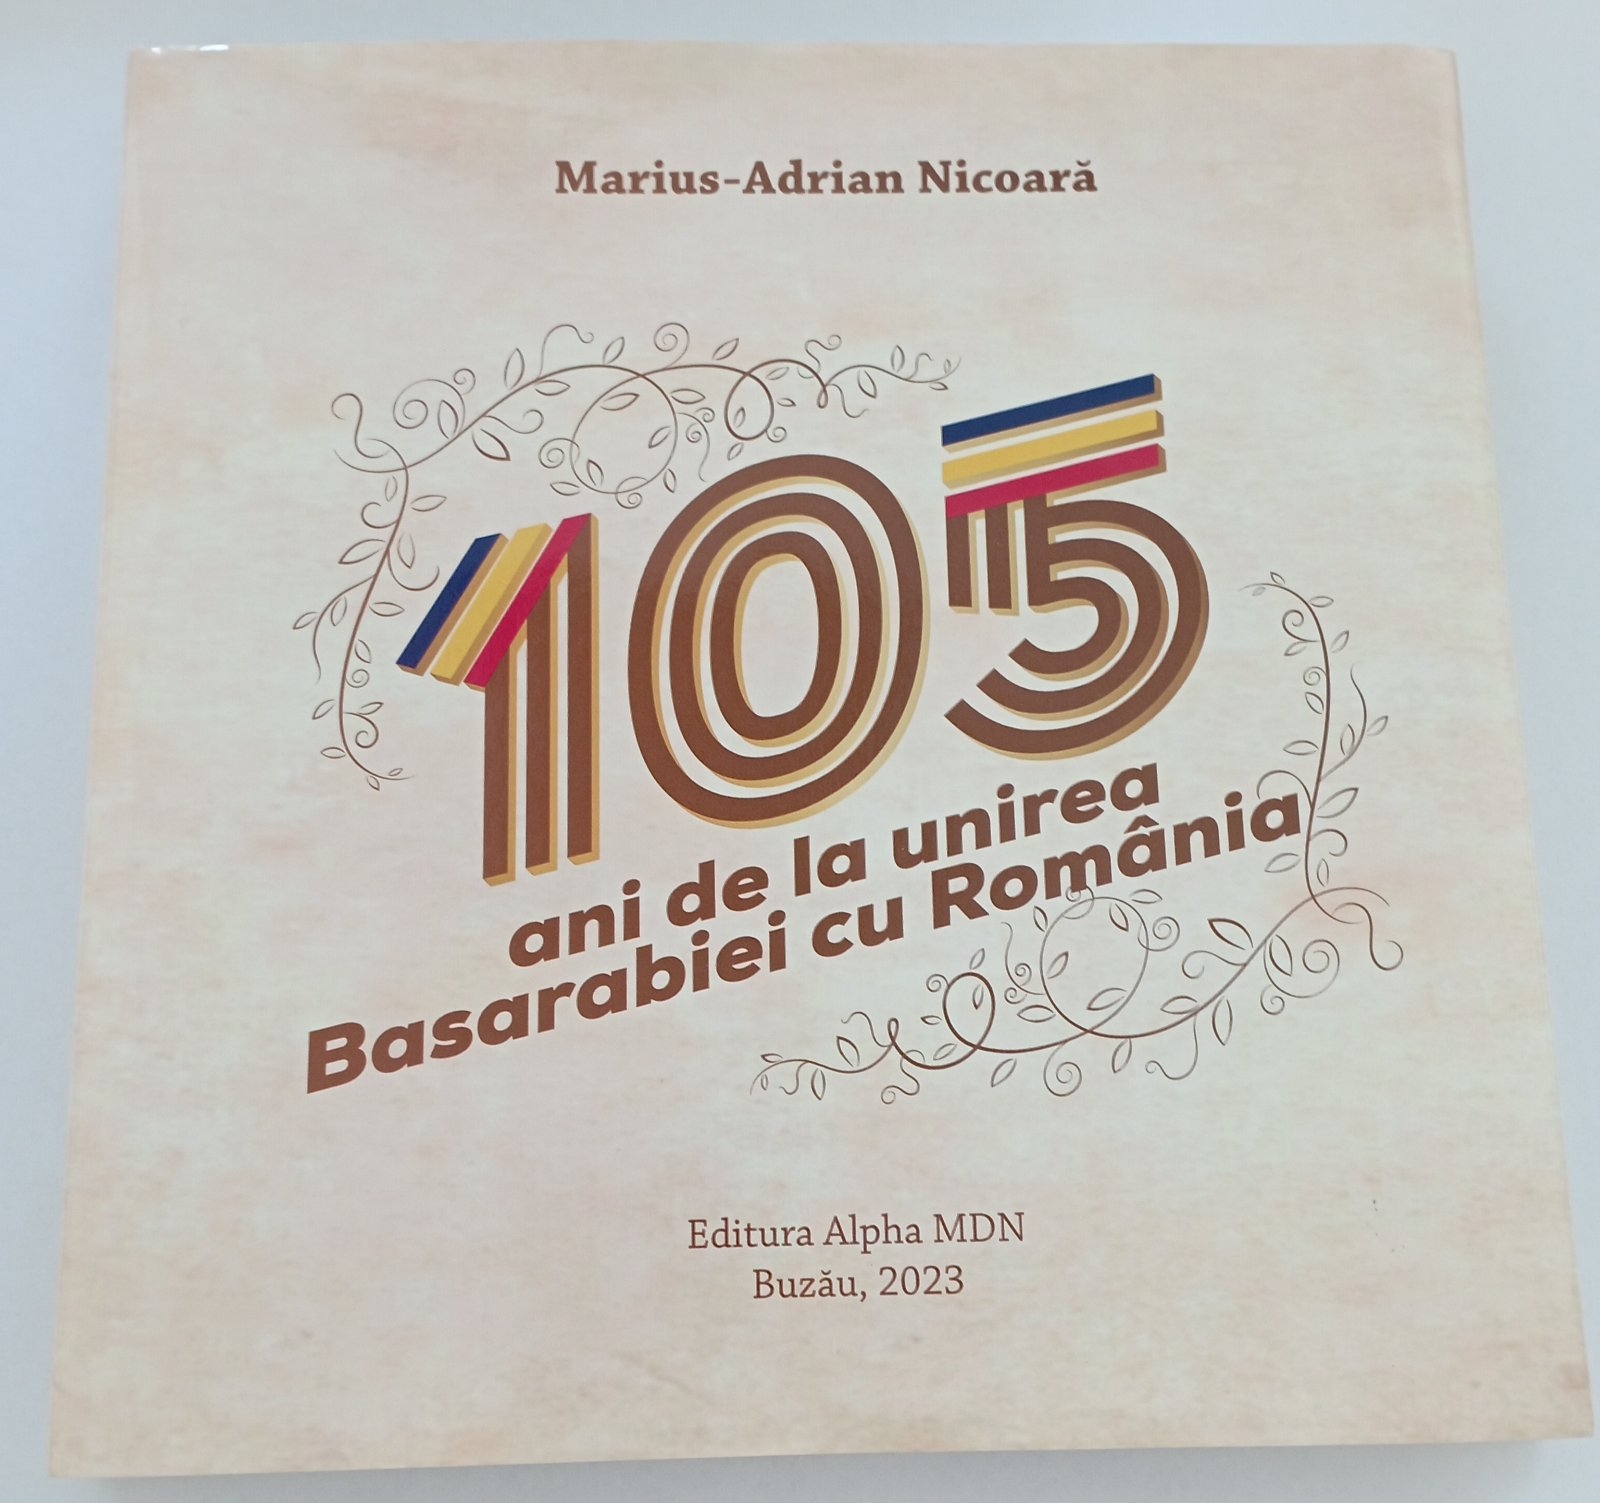 Marius-Adrian Nicoară
105
ani de la unirea
Basarabiei cu România
Editura Alpha MDN
Buzău, 2023